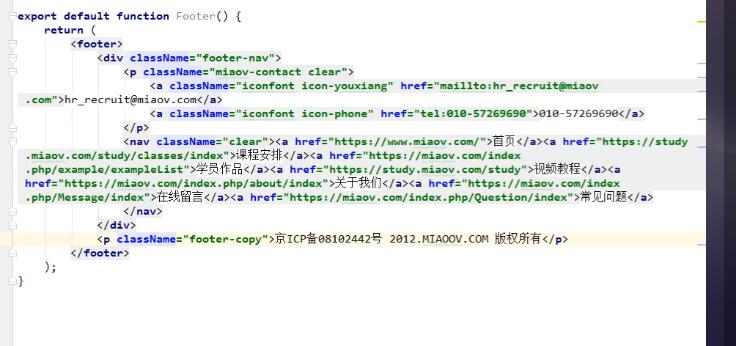 export default function Footer() {
return (
<footer>
<div className="footer-nav">
<p className="miaov-contact clear">
<a className="iconfont icon-youxiang" href="maillto:hr_recruit@miaov
.com">hr_recruit@miaov.com</a>
<a className="iconfont icon-phone" href="tel:010-57269690">010-57269690</a>
</p>
<nav className="clear"><a href="https://www.miaov.com/">首页</a><a href="https://study
.miaov.com/study/classes/index">课程安排</a><a href="https://miaov.com/index
.php/example/exampleList">学员作品</a><a href="https://study.miaov.com/study">视频教程</a><a
href="https://miaov.com/index.php/about/index">关于我们</a><a href="https://miaov.com/index
.php/Message/index">在线留言</a><a href="https://miaov.com/index.php/Question/index">常见问题</a>
</nav>
</div>
<p className="footer-copy">京ICP备08102442号 2012.MIAOOV.COM 版权所有</p>
</footer>
);
}